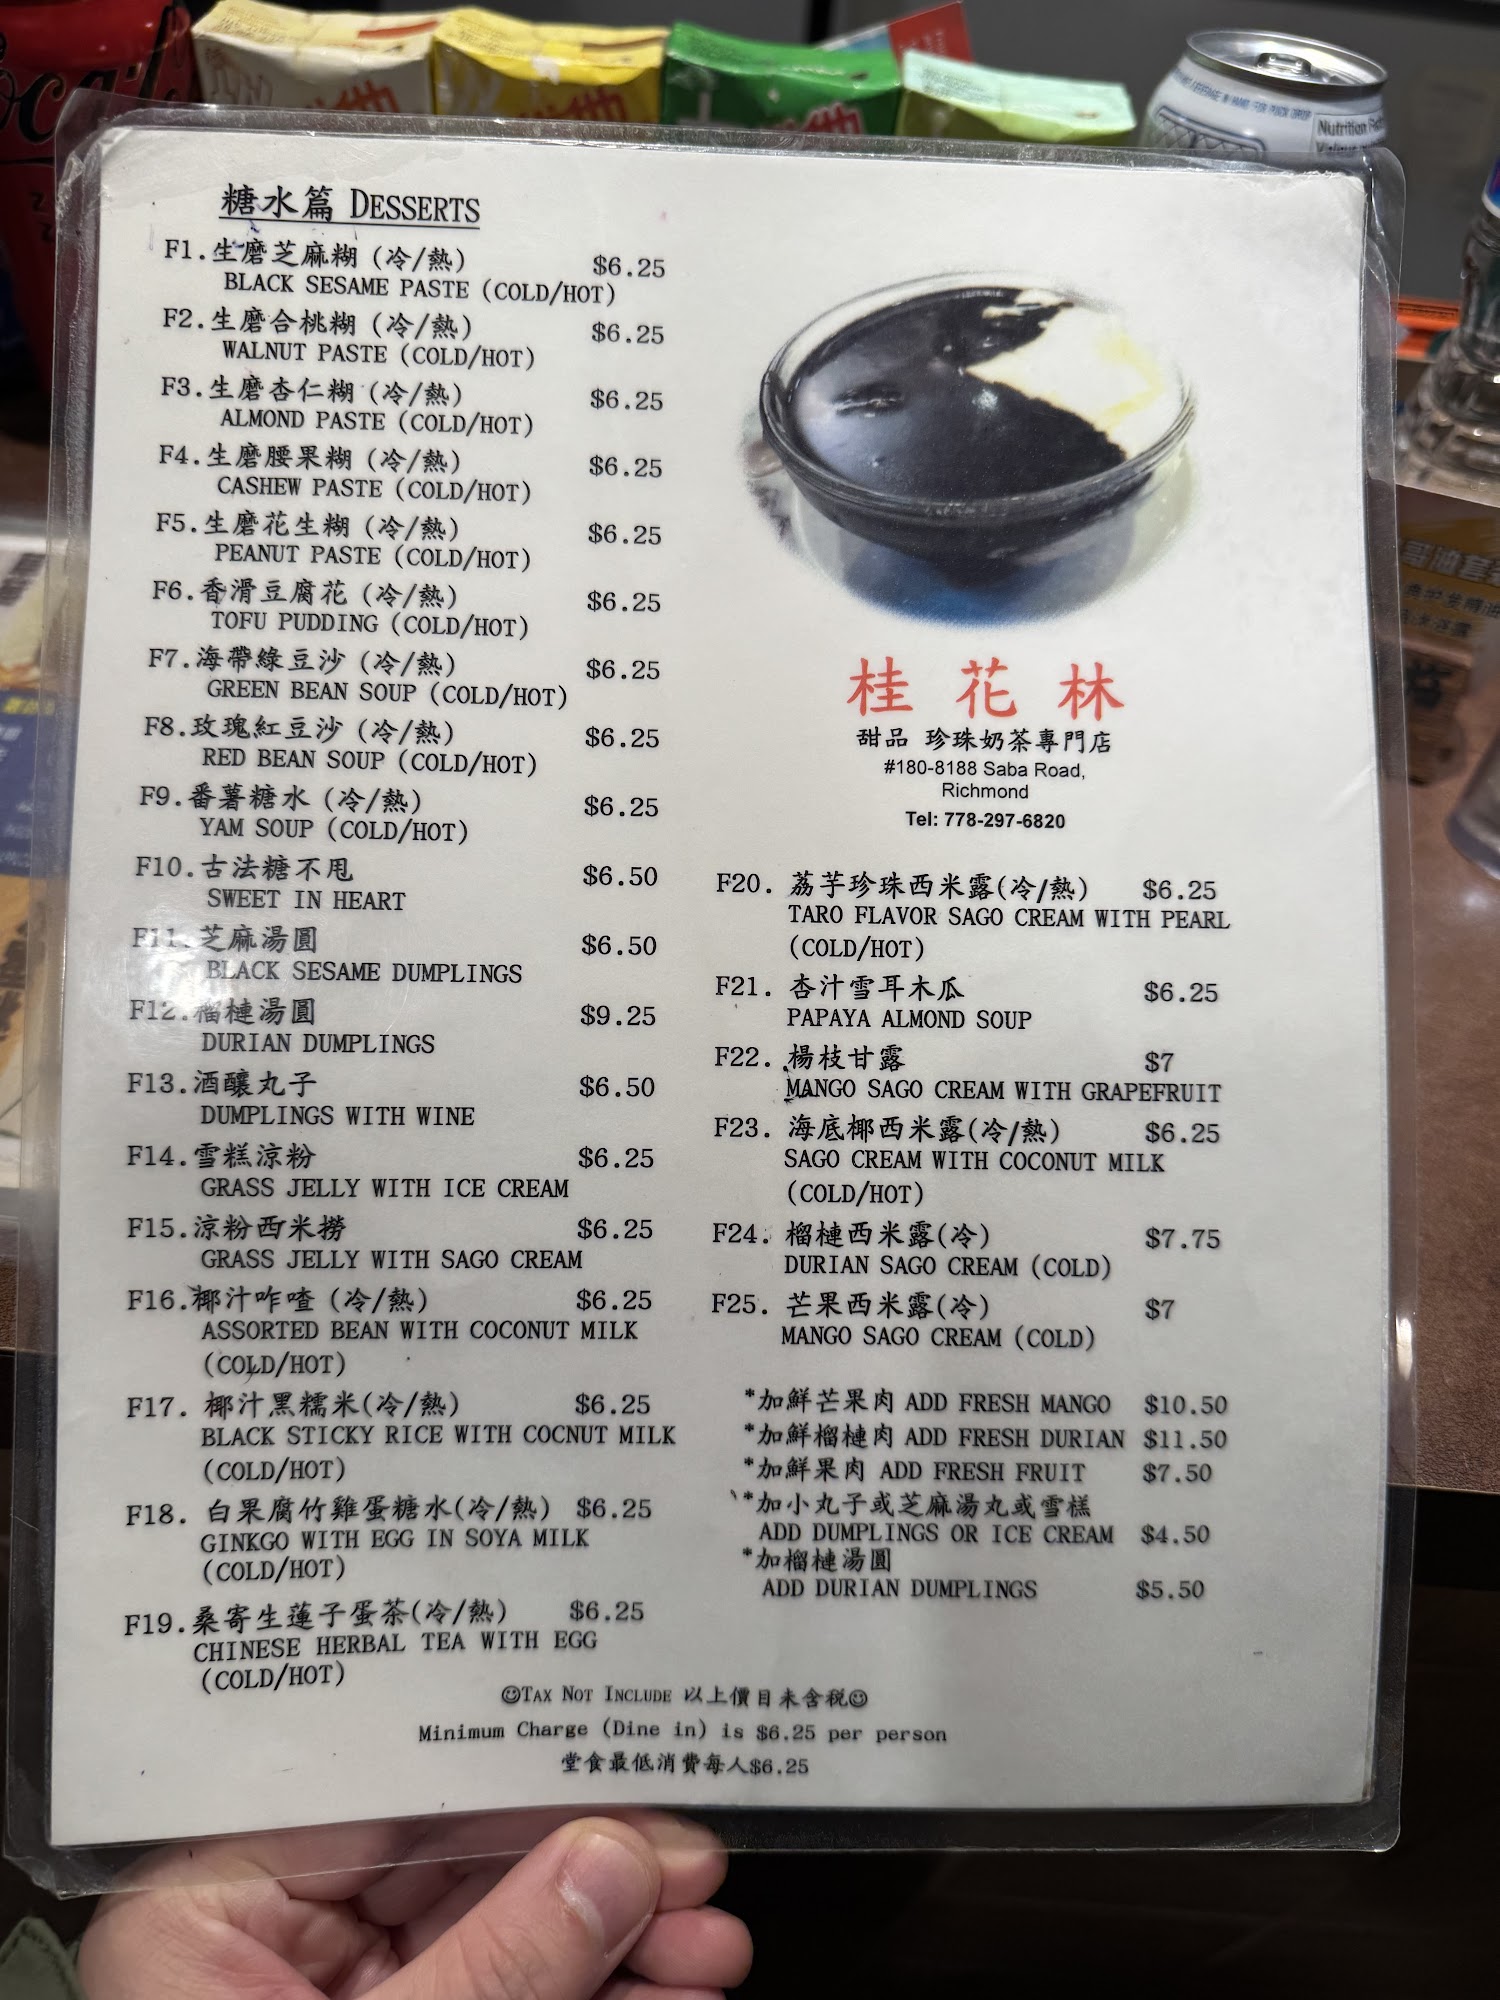 糖水篇 DESSERTS
F1.生磨芝麻糊 (冷/熱) $6.25
BLACK SESAME PASTE (COLD/HOT)
F2.生磨合桃糊 (冷/熱) $6.25
WALNUT PASTE (COLD/HOT)
F3.生磨杏仁糊 (冷/熱) $6.25
ALMOND PASTE (COLD/HOT)
F4.生磨腰果糊 (冷/熱) $6.25
CASHEW PASTE (COLD/HOT)
F5.生磨花生糊 (冷/熱) $6.25
PEANUT PASTE (COLD/HOT)
F6.香滑豆腐花 (冷/熱) $6.25
TOFU PUDDING (COLD/HOT)
F7.海帶綠豆沙 (冷/熱) $6.25
GREEN BEAN SOUP (COLD/HOT)
F8.玫瑰紅豆沙 (冷/熱) $6.25
RED BEAN SOUP (COLD/HOT)
F9.番薯糖水 (冷/熱) $6.25
YAM SOUP (COLD/HOT)
F10.古法糖不甩 $6.50
SWEET IN HEART
F11.芝麻湯圓 $6.50
BLACK SESAME DUMPLINGS
F12.榴槤湯圓 $9.25
DURIAN DUMPLINGS
F13.酒釀丸子 $6.50
DUMPLINGS WITH WINE
F14.雪糕涼粉 $6.25
GRASS JELLY WITH ICE CREAM
F15.涼粉西米撈 $6.25
GRASS JELLY WITH SAGO CREAM
F16.椰汁咋喳 (冷/熱) $6.25
ASSORTED BEAN WITH COCONUT MILK
(COLD/HOT)
F17. 椰汁黑糯米(冷/熱) $6.25
BLACK STICKY RICE WITH COCNUT MILK
(COLD/HOT)
F18. 白果腐竹雞蛋糖水(冷/熱) $6.25
GINKGO WITH EGG IN SOYA MILK
(COLD/HOT)
F19.桑寄生蓮子蛋茶(冷/熱) $6.25
CHINESE HERBAL TEA WITH EGG
(COLD/HOT)
桂花林
甜品 珍珠奶茶專門店
#180-8188 Saba Road,
Richmond
Tel: 778-297-6820
F20. 荔芋珍珠西米露(冷/熱) $6.25
TARO FLAVOR SAGO CREAM WITH PEARL
(COLD/HOT)
F21. 杏汁雪耳木瓜 $6.25
PAPAYA ALMOND SOUP
F22. 楊枝甘露 $7
MANGO SAGO CREAM WITH GRAPEFRUIT
F23. 海底椰西米露(冷/熱) $6.25
SAGO CREAM WITH COCONUT MILK
(COLD/HOT)
F24. 榴槤西米露(冷) $7.75
DURIAN SAGO CREAM (COLD)
F25. 芒果西米露(冷) $7
MANGO SAGO CREAM (COLD)
*加鮮芒果肉 ADD FRESH MANGO $10.50
*加鮮榴槤肉 ADD FRESH DURIAN $11.50
*加鮮果肉 ADD FRESH FRUIT $7.50
*加小丸子或芝麻湯丸或雪糕
ADD DUMPLINGS OR ICE CREAM $4.50
*加榴槤湯圓
ADD DURIAN DUMPLINGS $5.50
☺TAX NOT INCLUDE 以上價目未含税☺
Minimum Charge (Dine in) is $6.25 per person
堂食最低消費每人$6.25